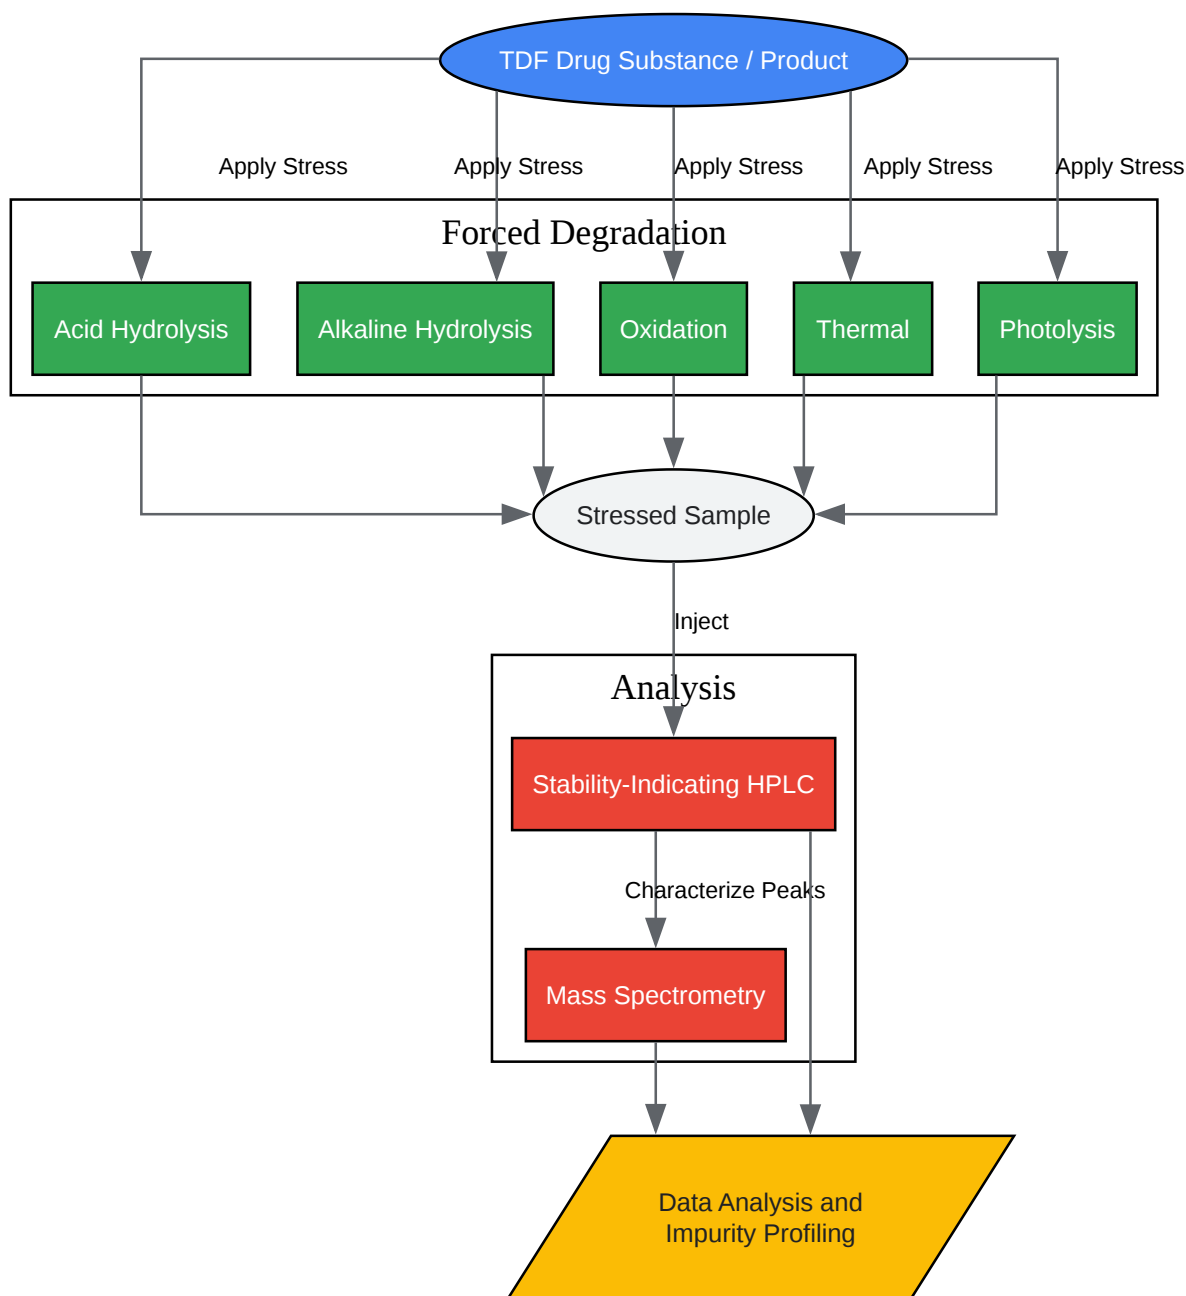 TDF Drug Substance / Product
Apply Stress
Apply Stress
Apply Stress
Apply Stress
Apply Stress
Forced Degradation
Acid Hydrolysis
Alkaline Hydrolysis
Oxidation
Thermal
Photolysis
Stressed Sample
Inject
Analysis
Stability-Indicating HPLC
Characterize Peaks
Mass Spectrometry
Data Analysis and
Impurity Profiling